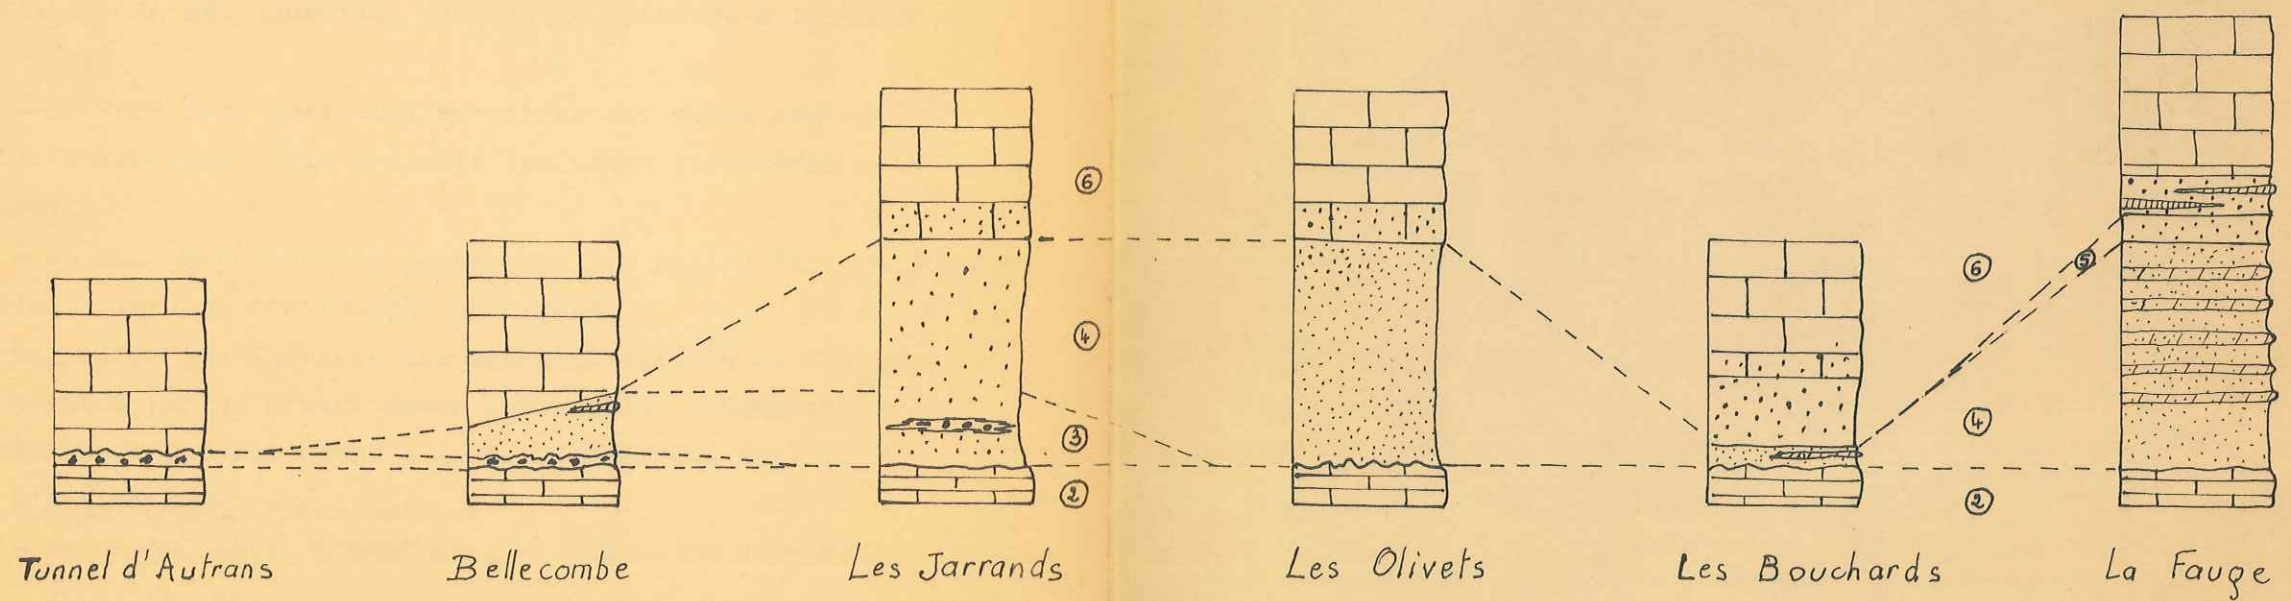 ⑥
④
③
②
⑥
⑤
④
②
Tunnel d'Autrans
Bellecombe
Les Jarrands
Les Olivets
Les Bouchards
La Fauge